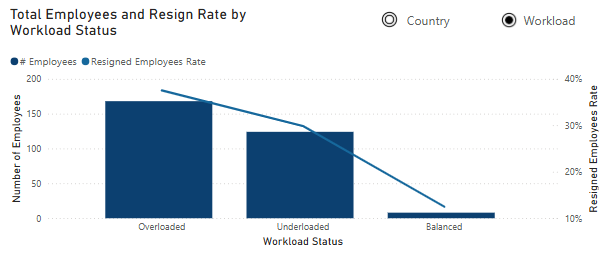 Total Employees and Resign Rate by
Workload Status
Country
Workload
# Employees
Resigned Employees Rate
Number of Employees
200
150
100
50
0
40%
30%
20%
10%
Resigned Employees Rate
Overloaded
Underloaded
Balanced
Workload Status